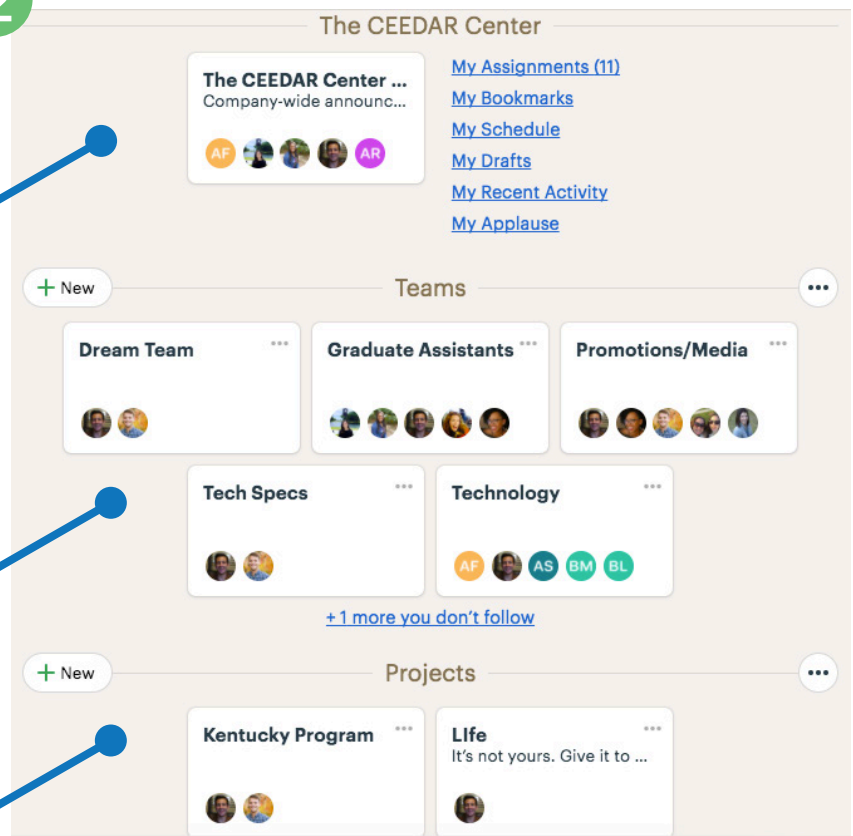 2
The CEEDAR Center
The CEEDAR Center ...
Company-wide announc...
AF AR
My Assignments (11)
My Bookmarks
My Schedule
My Drafts
My Recent Activity
My Applause
+ New
Teams
Dream Team
Graduate Assistants
Promotions/Media
Tech Specs
Technology
AF AS BM BL
+ 1 more you don't follow
+ New
Projects
Kentucky Program
LIfe
It's not yours. Give it to ...